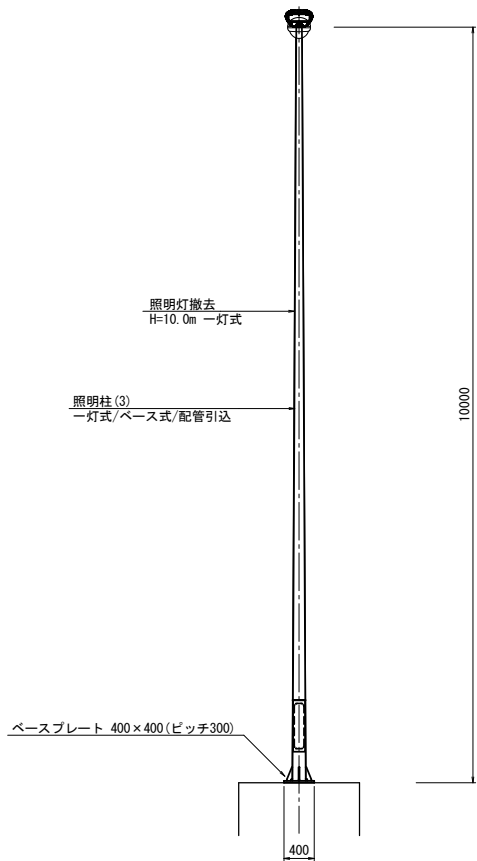 照明灯撤去
H=10.0m 一灯式
照明柱(3)
一灯式/ベース式/配管引込
10000
ベースプレート 400×400(ピッチ300)
400